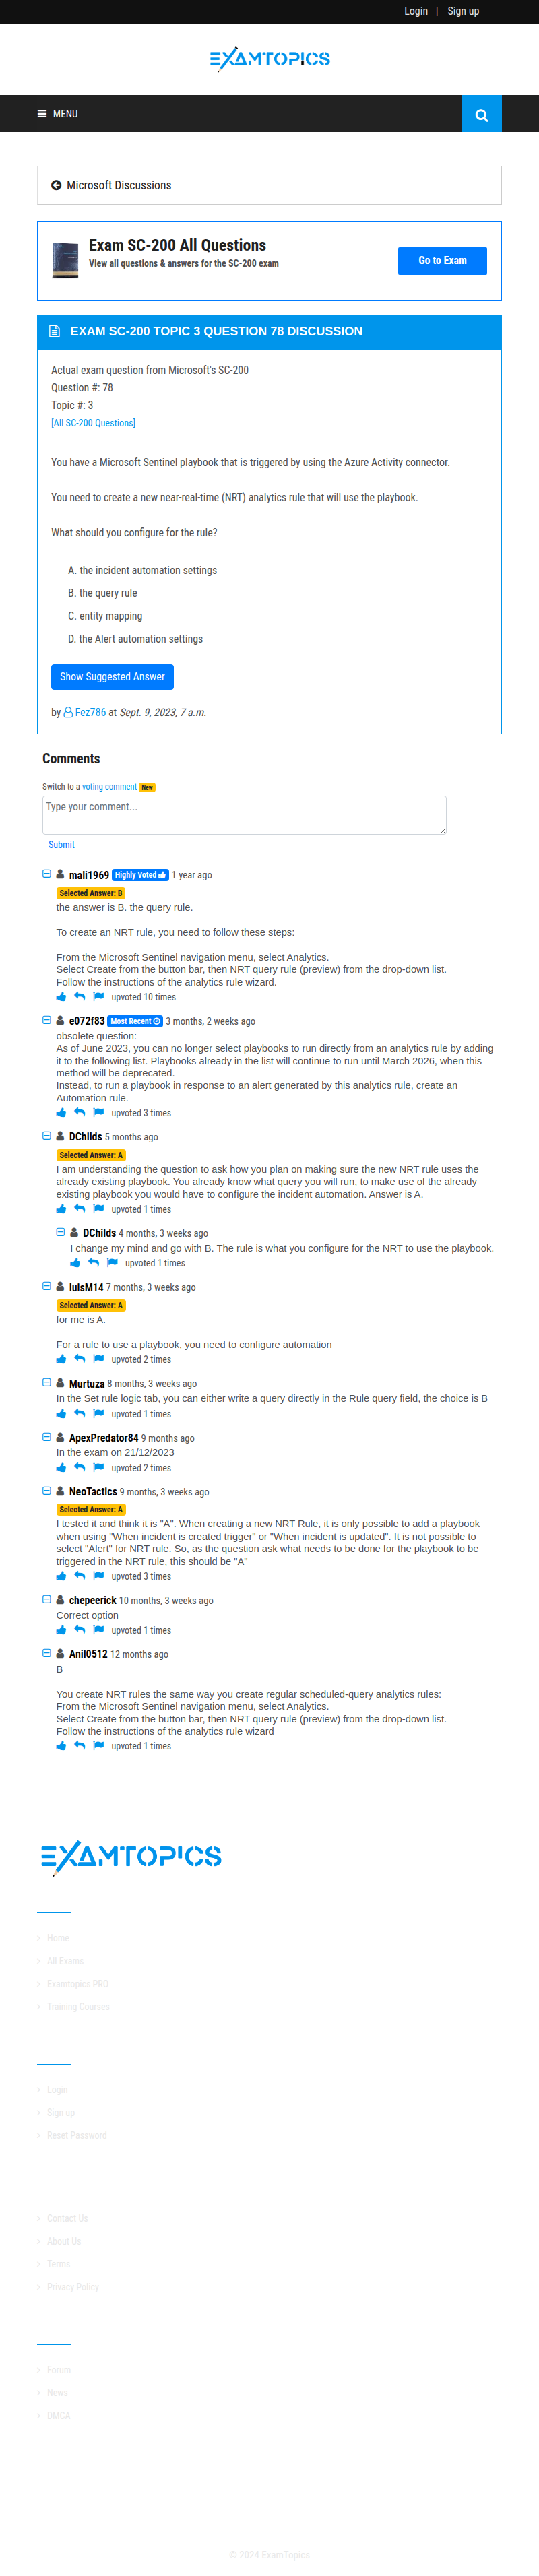 Login | Sign up
EXAMTOPICS
MENU
Microsoft Discussions
Exam SC-200 All Questions
View all questions & answers for the SC-200 exam
Go to Exam
EXAM SC-200 TOPIC 3 QUESTION 78 DISCUSSION
Actual exam question from Microsoft's SC-200
Question #: 78
Topic #: 3
[All SC-200 Questions]
You have a Microsoft Sentinel playbook that is triggered by using the Azure Activity connector.
You need to create a new near-real-time (NRT) analytics rule that will use the playbook.
What should you configure for the rule?
A. the incident automation settings
B. the query rule
C. entity mapping
D. the Alert automation settings
Show Suggested Answer
by Fez786 at Sept. 9, 2023, 7 a.m.
Comments
Switch to a voting comment New
Type your comment...
Submit
mali1969 Highly Voted 1 year ago
Selected Answer: B
the answer is B. the query rule.
To create an NRT rule, you need to follow these steps:
From the Microsoft Sentinel navigation menu, select Analytics.
Select Create from the button bar, then NRT query rule (preview) from the drop-down list.
Follow the instructions of the analytics rule wizard.
upvoted 10 times
e072f83 Most Recent 3 months, 2 weeks ago
obsolete question:
As of June 2023, you can no longer select playbooks to run directly from an analytics rule by adding
it to the following list. Playbooks already in the list will continue to run until March 2026, when this
method will be deprecated.
Instead, to run a playbook in response to an alert generated by this analytics rule, create an
Automation rule.
upvoted 3 times
DChilds 5 months ago
Selected Answer: A
I am understanding the question to ask how you plan on making sure the new NRT rule uses the
already existing playbook. You already know what query you will run, to make use of the already
existing playbook you would have to configure the incident automation. Answer is A.
upvoted 1 times
DChilds 4 months, 3 weeks ago
I change my mind and go with B. The rule is what you configure for the NRT to use the playbook.
upvoted 1 times
luisM14 7 months, 3 weeks ago
Selected Answer: A
for me is A.
For a rule to use a playbook, you need to configure automation
upvoted 2 times
Murtuza 8 months, 3 weeks ago
In the Set rule logic tab, you can either write a query directly in the Rule query field, the choice is B
upvoted 1 times
ApexPredator84 9 months ago
In the exam on 21/12/2023
upvoted 2 times
NeoTactics 9 months, 3 weeks ago
Selected Answer: A
I tested it and think it is "A". When creating a new NRT Rule, it is only possible to add a playbook
when using "When incident is created trigger" or "When incident is updated". It is not possible to
select "Alert" for NRT rule. So, as the question ask what needs to be done for the playbook to be
triggered in the NRT rule, this should be "A"
upvoted 3 times
chepeerick 10 months, 3 weeks ago
Correct option
upvoted 1 times
Anil0512 12 months ago
B
You create NRT rules the same way you create regular scheduled-query analytics rules:
From the Microsoft Sentinel navigation menu, select Analytics.
Select Create from the button bar, then NRT query rule (preview) from the drop-down list.
Follow the instructions of the analytics rule wizard
upvoted 1 times
EXAMTOPICS
Home
All Exams
Examtopics PRO
Training Courses
Login
Sign up
Reset Password
Contact Us
About Us
Terms
Privacy Policy
Forum
News
DMCA
© 2024 ExamTopics